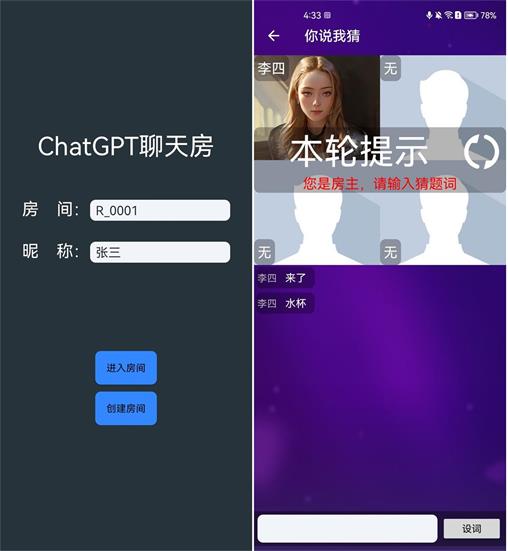 ChatGPT聊天房
房 间: R_0001
昵 称: 张三
进入房间
创建房间
4:33
78%
你说我猜
李四
无
本轮提示
您是房主，请输入猜题词
无
无
李四 来了
李四 水杯
设词